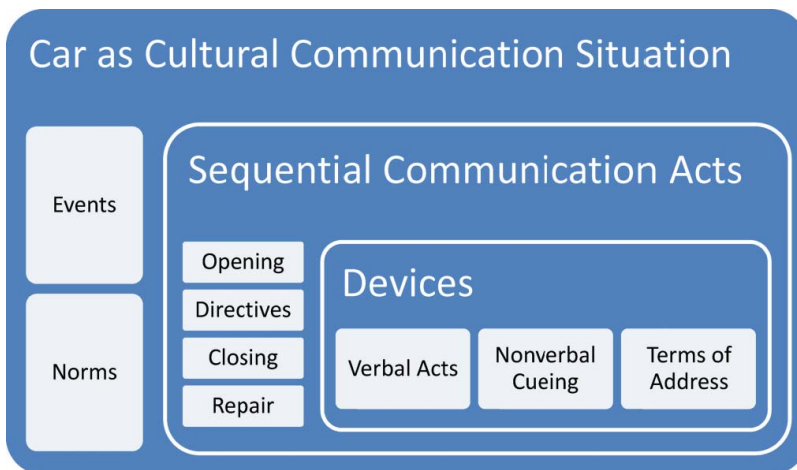 Car as Cultural Communication Situation
Events
Norms
Sequential Communication Acts
Opening
Directives
Closing
Repair
Devices
Verbal Acts
Nonverbal
Cueing
Terms of
Address